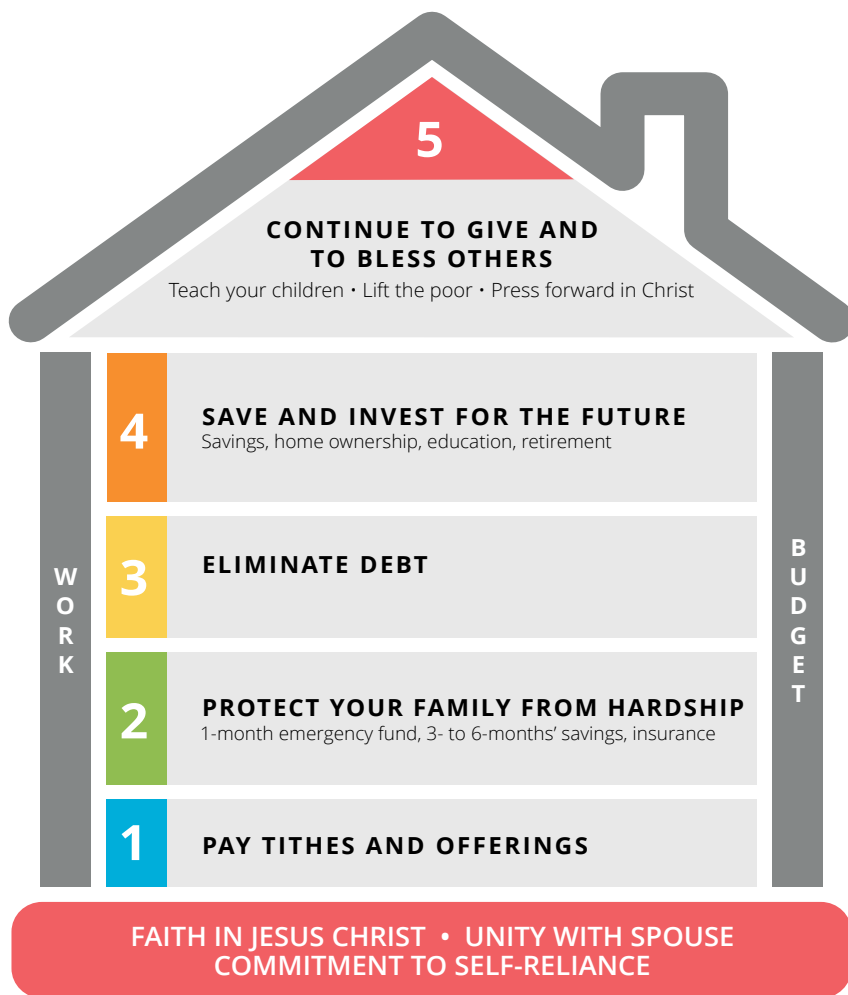 5
CONTINUE TO GIVE AND
TO BLESS OTHERS
Teach your children • Lift the poor • Press forward in Christ
4
SAVE AND INVEST FOR THE FUTURE
Savings, home ownership, education, retirement
3
ELIMINATE DEBT
2
PROTECT YOUR FAMILY FROM HARDSHIP
1-month emergency fund, 3- to 6-months’ savings, insurance
1
PAY TITHES AND OFFERINGS
WORK
BUDGET
FAITH IN JESUS CHRIST • UNITY WITH SPOUSE
COMMITMENT TO SELF-RELIANCE